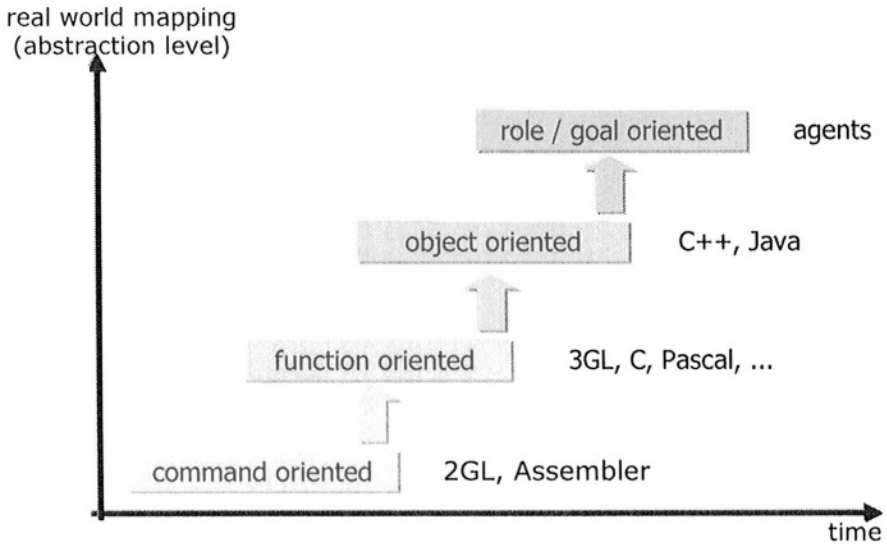 real world mapping
(abstraction level)
role / goal oriented agents
object oriented C++, Java
function oriented 3GL, C, Pascal, ...
command oriented 2GL, Assembler
time